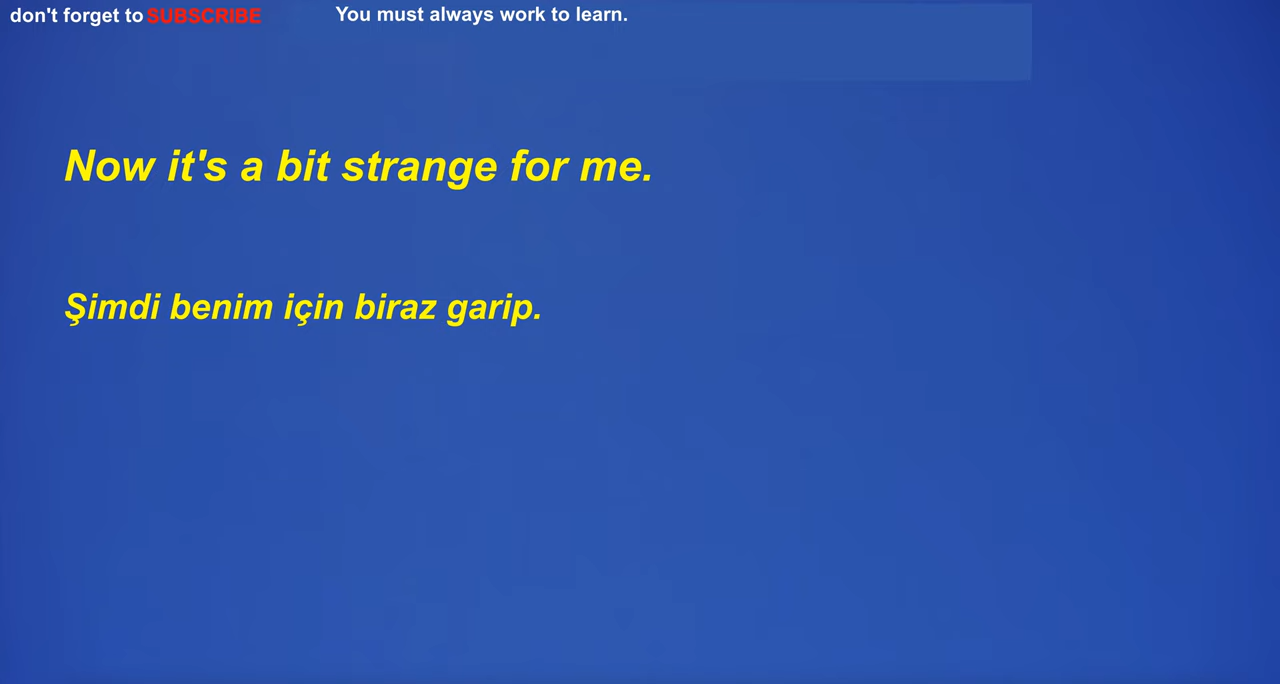 don't forget to SUBSCRIBE You must always work to learn.
Now it's a bit strange for me.
Şimdi benim için biraz garip.